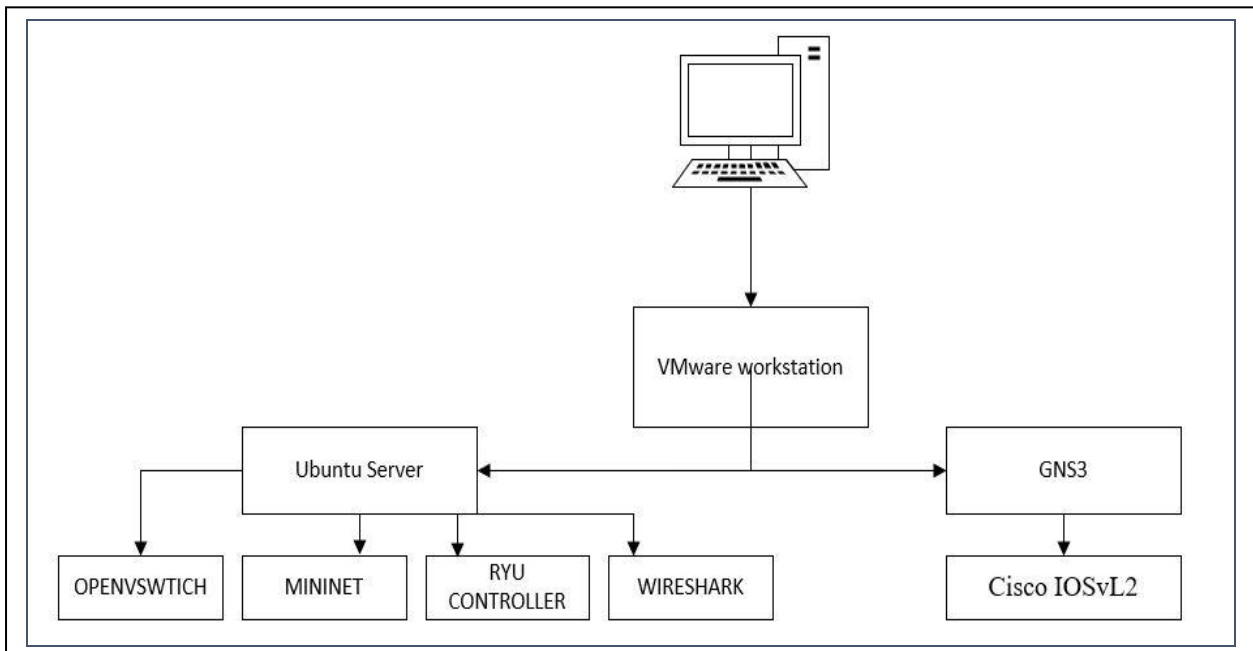 VMware workstation
Ubuntu Server
GNS3
OPENVSWTICH
MININET
RYU
CONTROLLER
WIRESHARK
Cisco IOSvL2